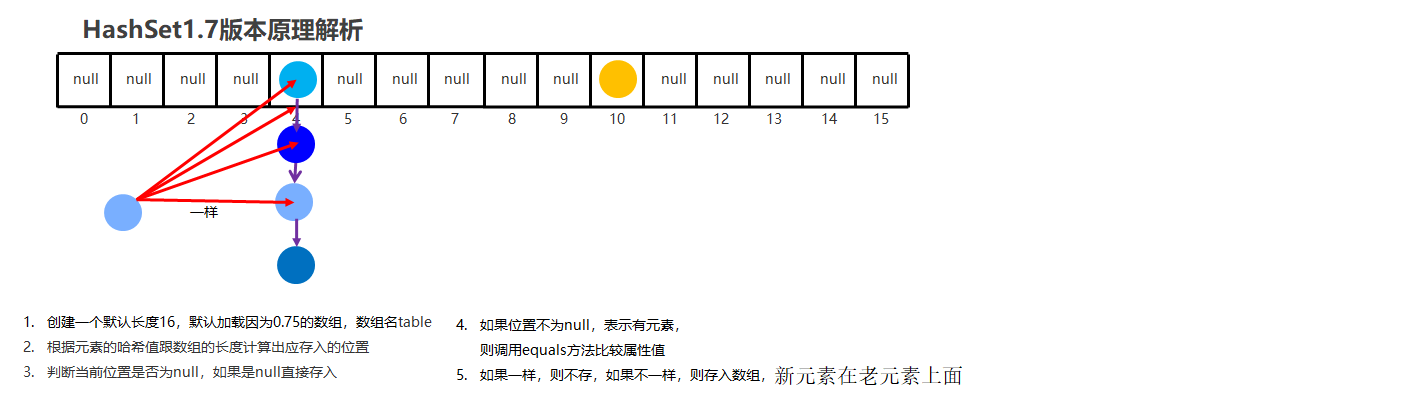 HashSet1.7版本原理解析
null null null null null null null null null null null null null null
0 1 2 3 4 5 6 7 8 9 10 11 12 13 14 15
一样
1. 创建一个默认长度16，默认加载因为0.75的数组，数组名table
2. 根据元素的哈希值跟数组的长度计算出应存入的位置
3. 判断当前位置是否为null，如果是null直接存入
4. 如果位置不为null，表示有元素，
则调用equals方法比较属性值
5. 如果一样，则不存，如果不一样，则存入数组，新元素在老元素上面